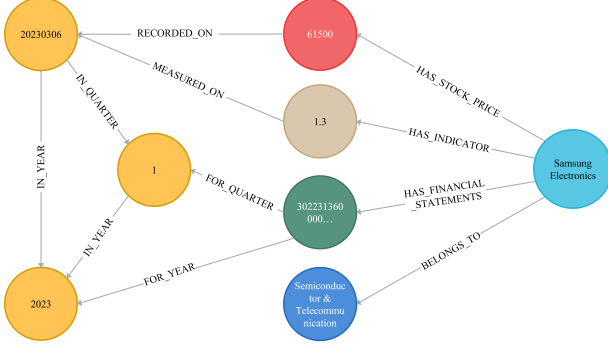 20230306
RECORDED_ON
61500
MEASURED_ON
HAS_STOCK_PRICE
IN_QUARTER
1.3
HAS_INDICATOR
IN_YEAR
1
FOR_QUARTER
Samsung
Electronics
HAS_FINANCIAL
_STATEMENTS
302231360
000...
IN_YEAR
FOR_YEAR
BELONGS_TO
2023
Semiconduc
tor &
Telecommu
nication